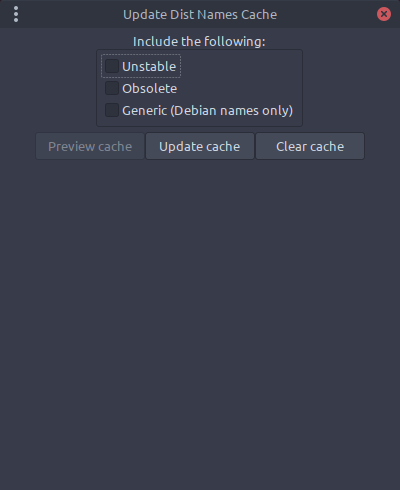 Update Dist Names Cache
Include the following:
Unstable
Obsolete
Generic (Debian names only)
Preview cache Update cache Clear cache